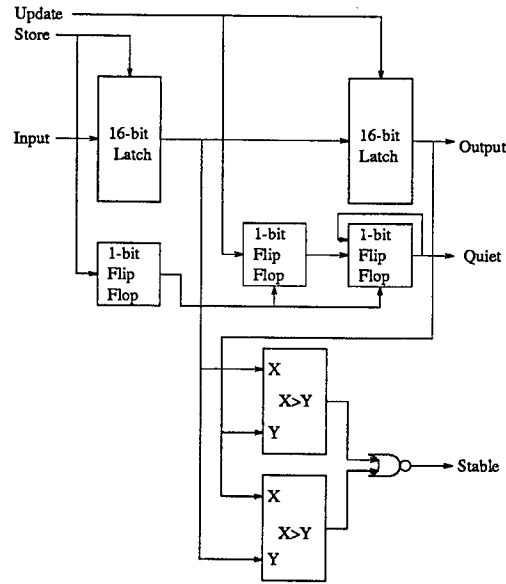 Update
Store
Input
16-bit
Latch
16-bit
Latch
Output
1-bit
Flip
Flop
1-bit
Flip
Flop
1-bit
Flip
Flop
Quiet
X
X>Y
Y
Stable
X
X>Y
Y